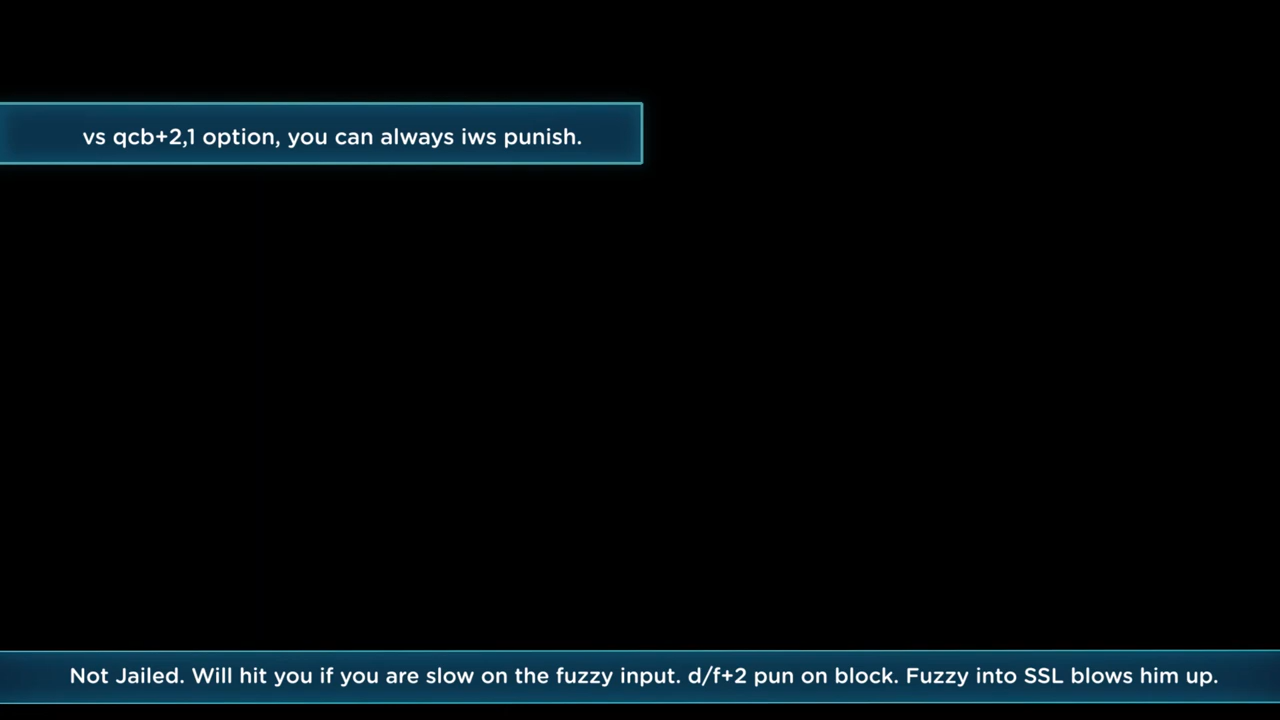 vs qcb+2,1 option, you can always iws punish.
Not Jailed. Will hit you if you are slow on the fuzzy input. d/f+2 pun on block. Fuzzy into SSL blows him up.